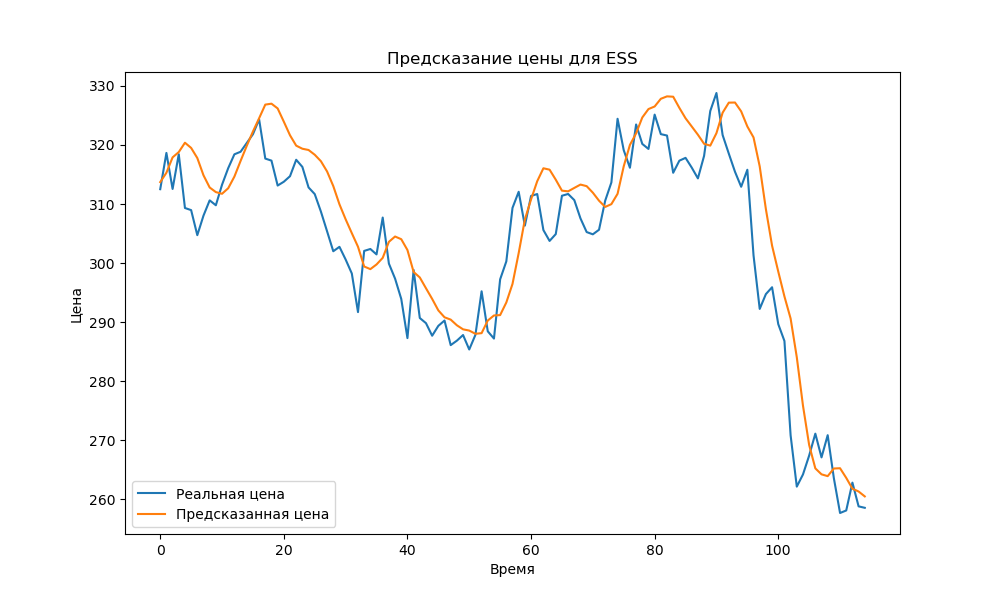 Предсказание цены для ESS
330
320
310
300
290
280
270
260
Цена
Реальная цена
Предсказанная цена
0 20 40 60 80 100
Время